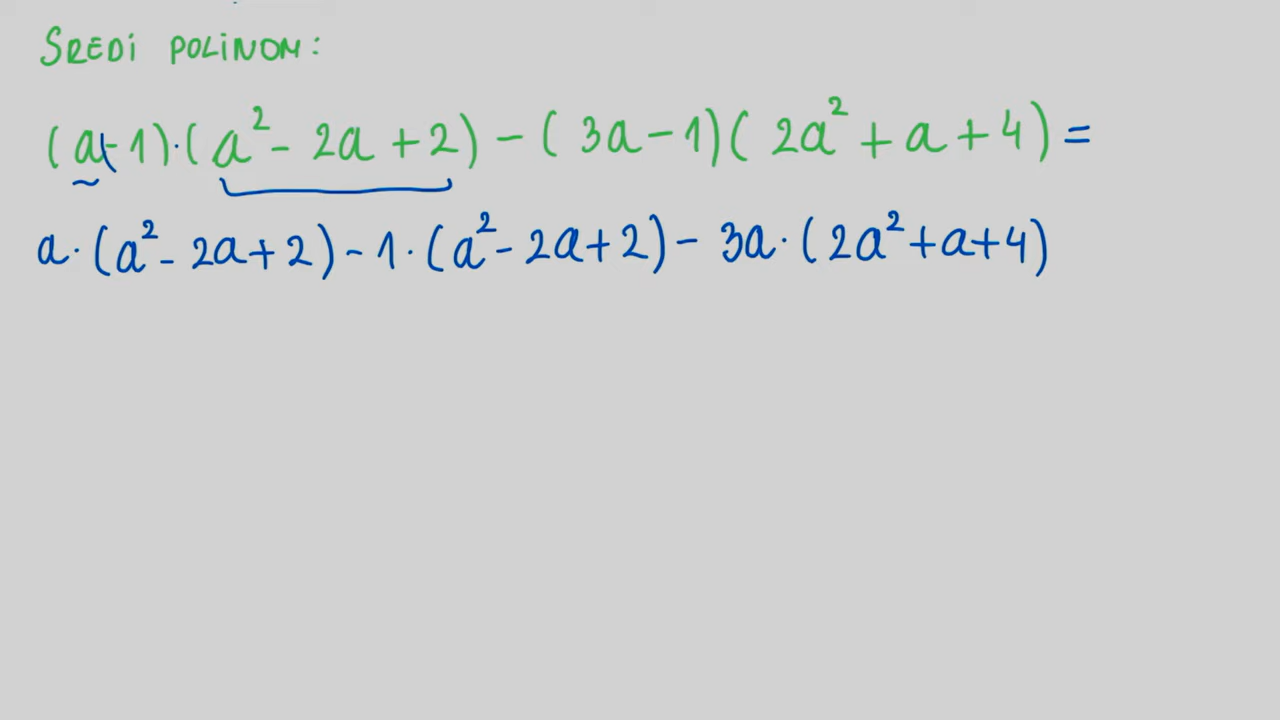 SREDI POLINOM:
(a-1)·(a² - 2a + 2) - (3a - 1)(2a² + a + 4) =
a·(a² - 2a + 2) - 1·(a² - 2a + 2) - 3a·(2a² + a + 4)